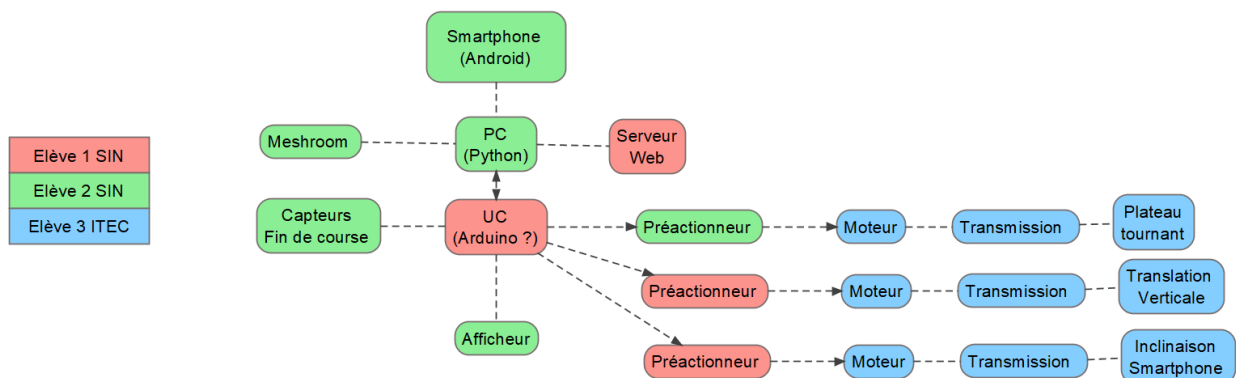 Smartphone
(Android)
Meshroom
PC
(Python)
Serveur
Web
Elève 1 SIN
Elève 2 SIN
Elève 3 ITEC
Capteurs
Fin de course
UC
(Arduino ?)
Préactionneur
Moteur
Transmission
Plateau
tournant
Préactionneur
Moteur
Transmission
Translation
Verticale
Afficheur
Préactionneur
Moteur
Transmission
Inclinaison
Smartphone